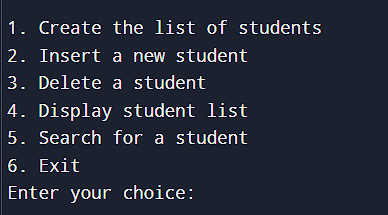 1. Create the list of students
2. Insert a new student
3. Delete a student
4. Display student list
5. Search for a student
6. Exit
Enter your choice: